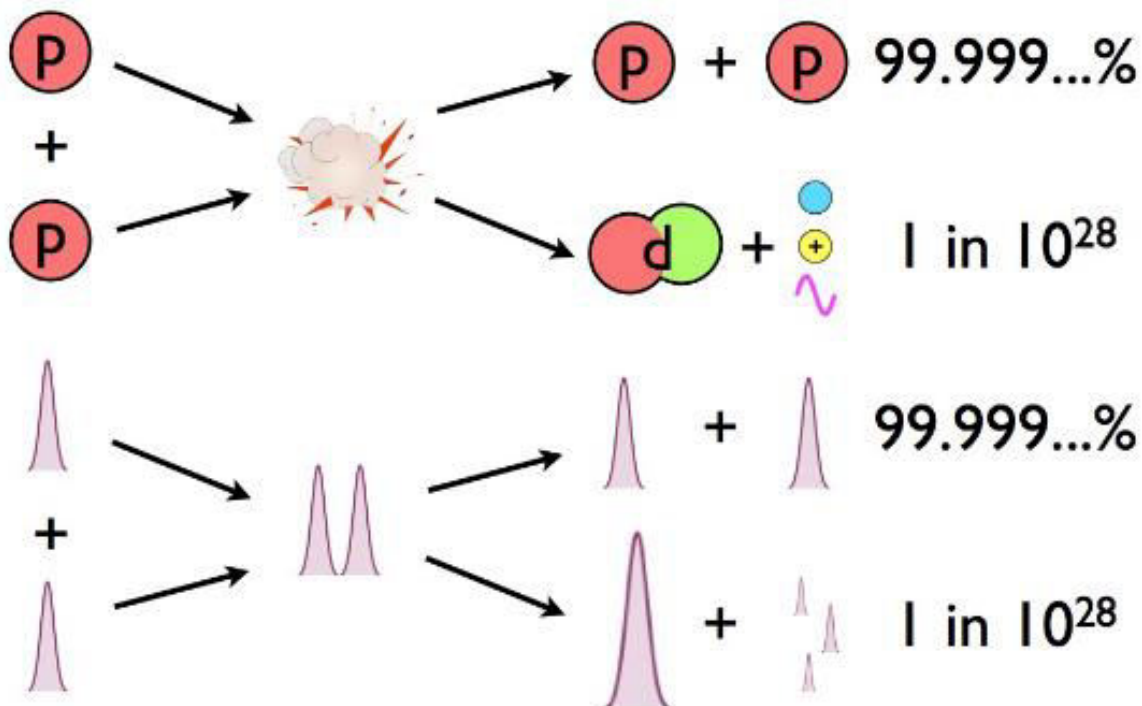 p p + p 99.999...%
+
p d + + 1 in 10²⁸
+ 99.999...%
+
+ 1 in 10²⁸